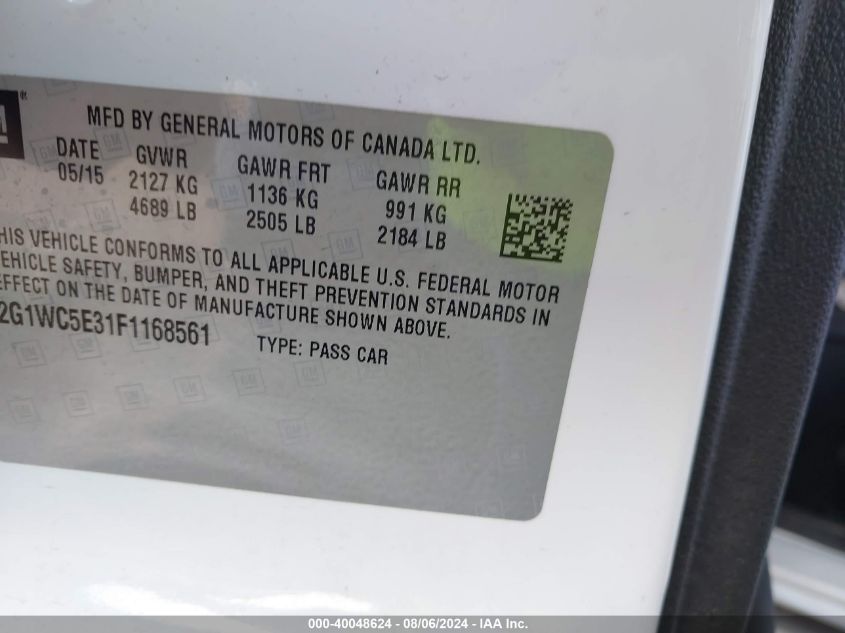 MFD BY GENERAL MOTORS OF CANADA LTD.
DATE GVWR GAWR FRT GAWR RR
05/15 2127 KG 1136 KG 991 KG
4689 LB 2505 LB 2184 LB
HIS VEHICLE CONFORMS TO ALL APPLICABLE U.S. FEDERAL MOTOR
EHICLE SAFETY, BUMPER, AND THEFT PREVENTION STANDARDS IN
EFFECT ON THE DATE OF MANUFACTURE SHOWN ABOVE.
2G1WC5E31F1168561 TYPE: PASS CAR
000-40048624 - 08/06/2024 - IAA Inc.